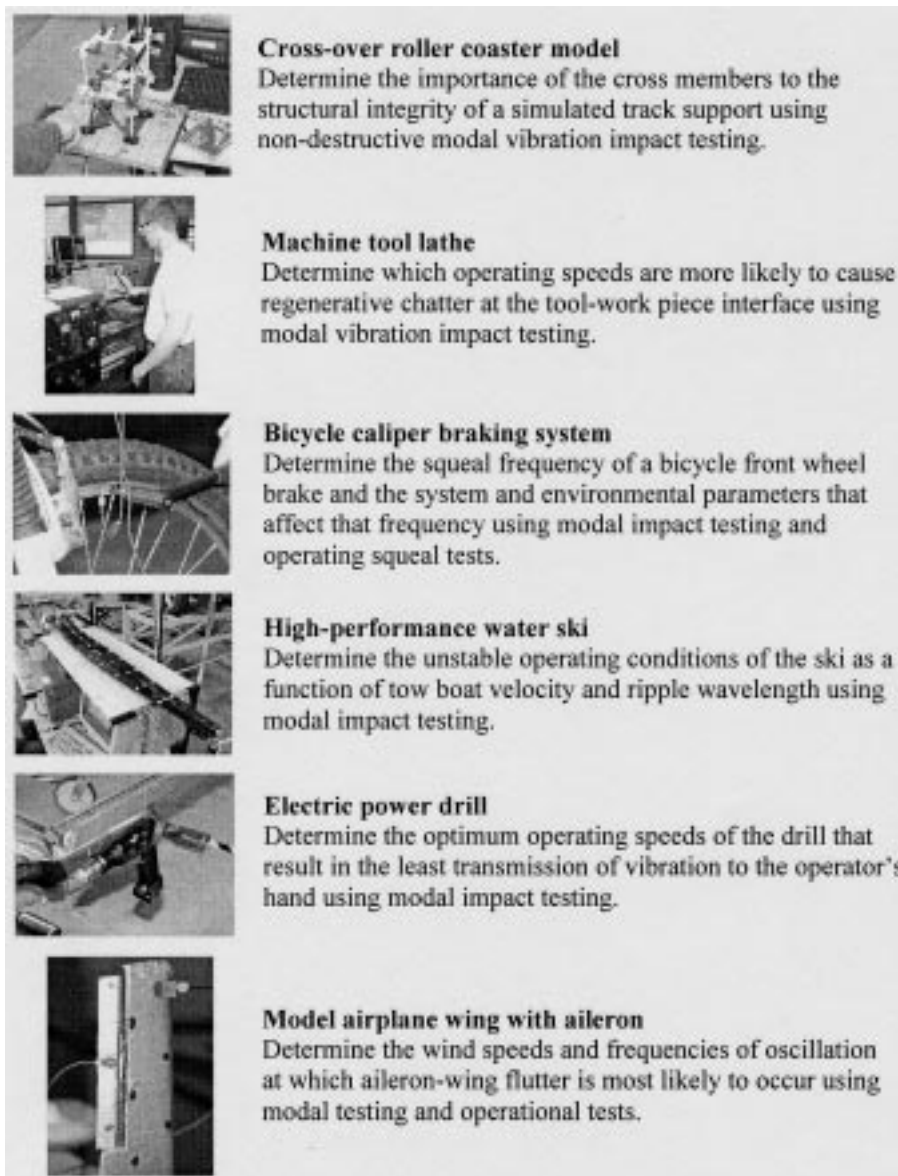 Cross-over roller coaster model
Determine the importance of the cross members to the
structural integrity of a simulated track support using
non-destructive modal vibration impact testing.
Machine tool lathe
Determine which operating speeds are more likely to cause
regenerative chatter at the tool-work piece interface using
modal vibration impact testing.
Bicycle caliper braking system
Determine the squeal frequency of a bicycle front wheel
brake and the system and environmental parameters that
affect that frequency using modal impact testing and
operating squeal tests.
High-performance water ski
Determine the unstable operating conditions of the ski as a
function of tow boat velocity and ripple wavelength using
modal impact testing.
Electric power drill
Determine the optimum operating speeds of the drill that
result in the least transmission of vibration to the operator's
hand using modal impact testing.
Model airplane wing with aileron
Determine the wind speeds and frequencies of oscillation
at which aileron-wing flutter is most likely to occur using
modal testing and operational tests.